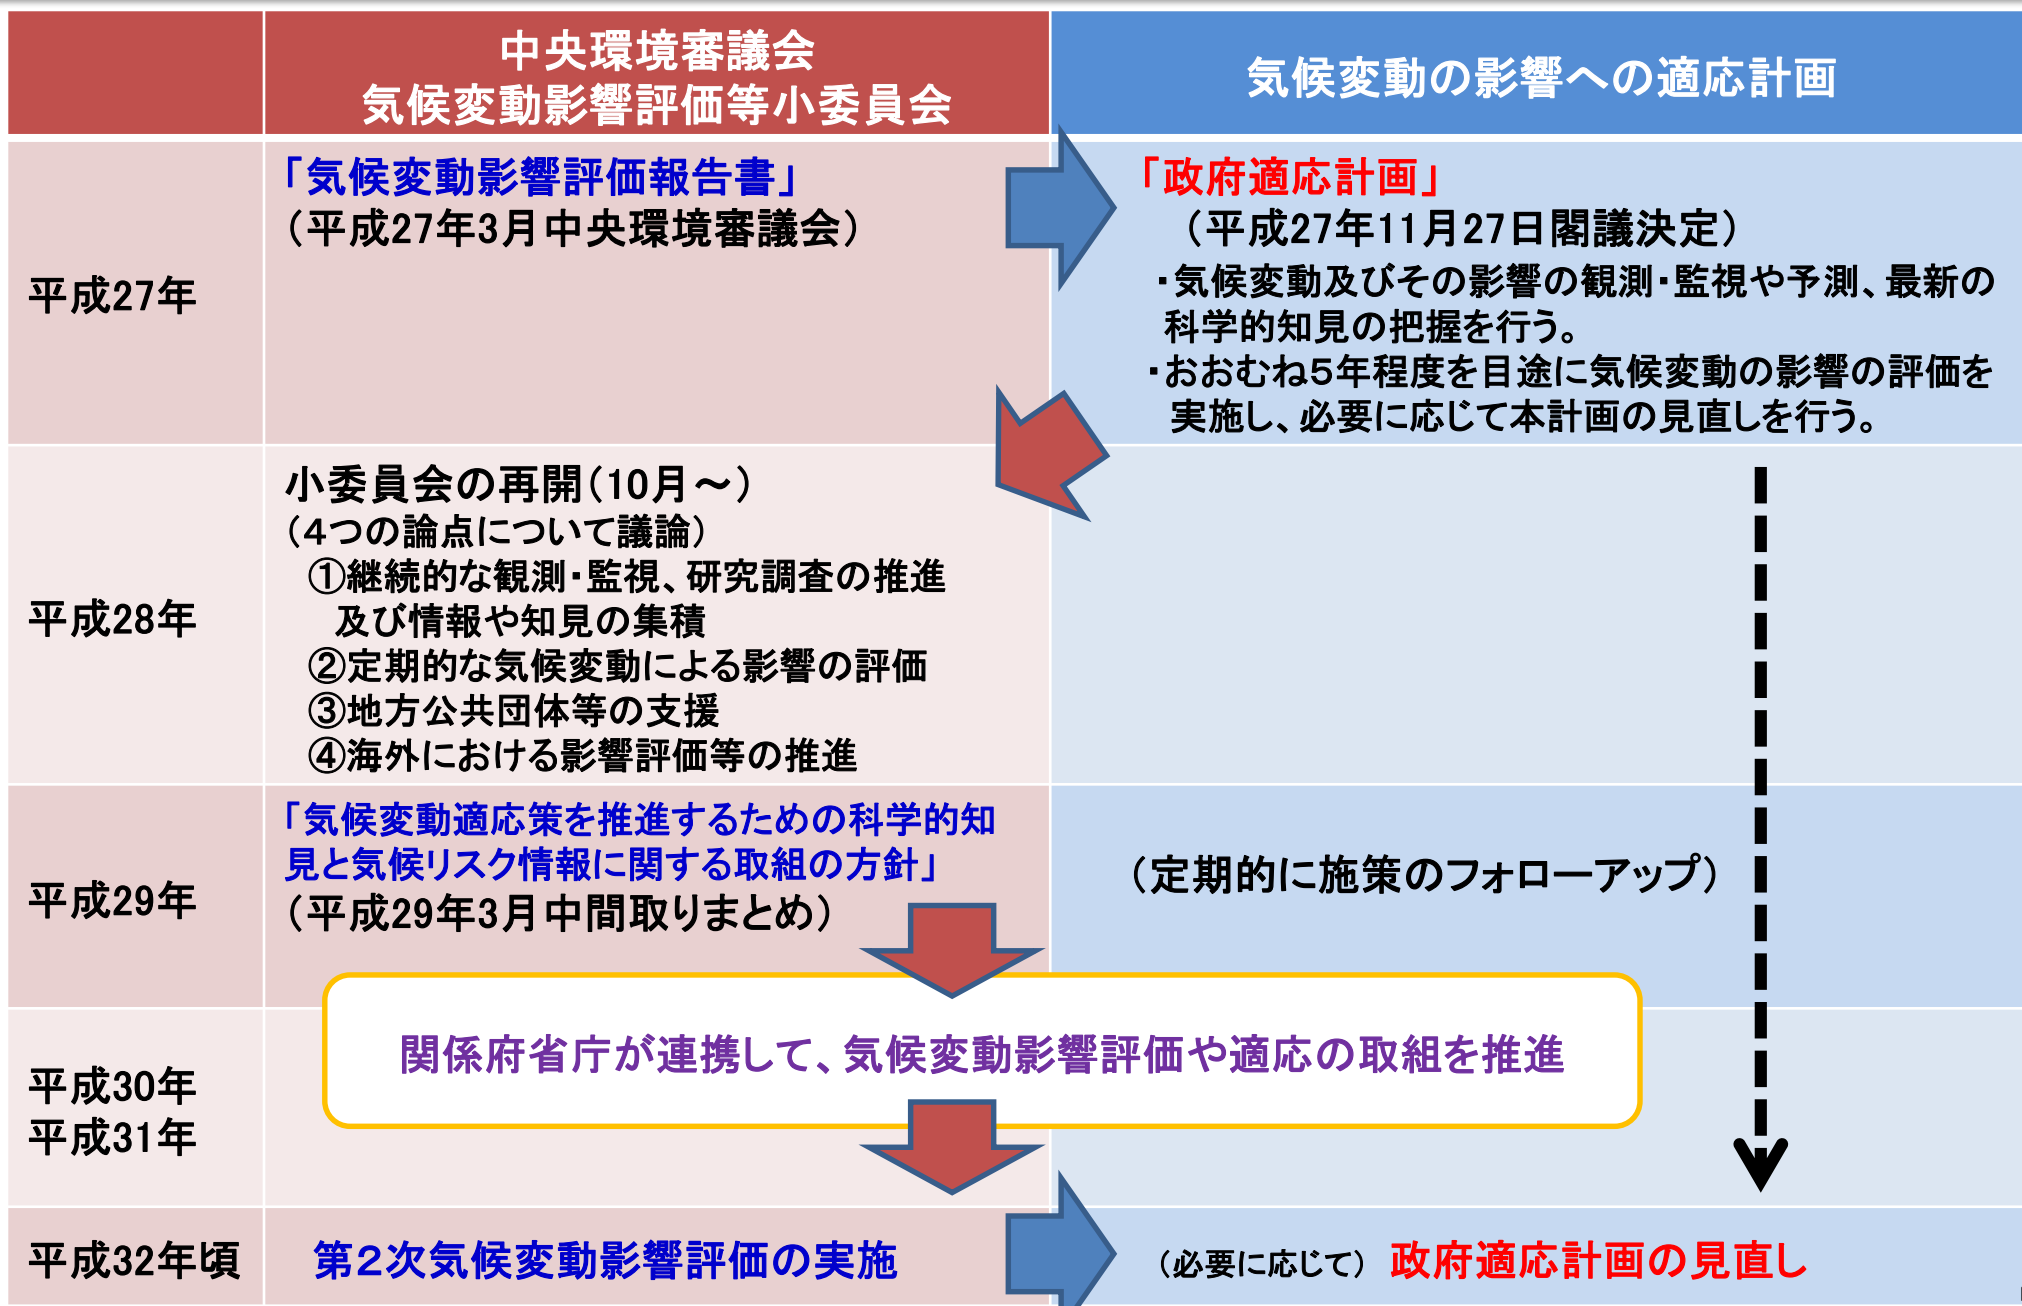 中央環境審議会
気候変動影響評価等小委員会
気候変動の影響への適応計画
平成27年
「気候変動影響評価報告書」
（平成27年3月中央環境審議会）
「政府適応計画」
（平成27年11月27日閣議決定）
・気候変動及びその影響の観測・監視や予測、最新の
科学的知見の把握を行う。
・おおむね５年程度を目途に気候変動の影響の評価を
実施し、必要に応じて本計画の見直しを行う。
平成28年
小委員会の再開（10月～）
（４つの論点について議論）
①継続的な観測・監視、研究調査の推進
及び情報や知見の集積
②定期的な気候変動による影響の評価
③地方公共団体等の支援
④海外における影響評価等の推進
平成29年
「気候変動適応策を推進するための科学的知
見と気候リスク情報に関する取組の方針」
（平成29年3月中間取りまとめ）
（定期的に施策のフォローアップ）
関係府省庁が連携して、気候変動影響評価や適応の取組を推進
平成30年
平成31年
平成32年頃
第２次気候変動影響評価の実施
（必要に応じて）政府適応計画の見直し